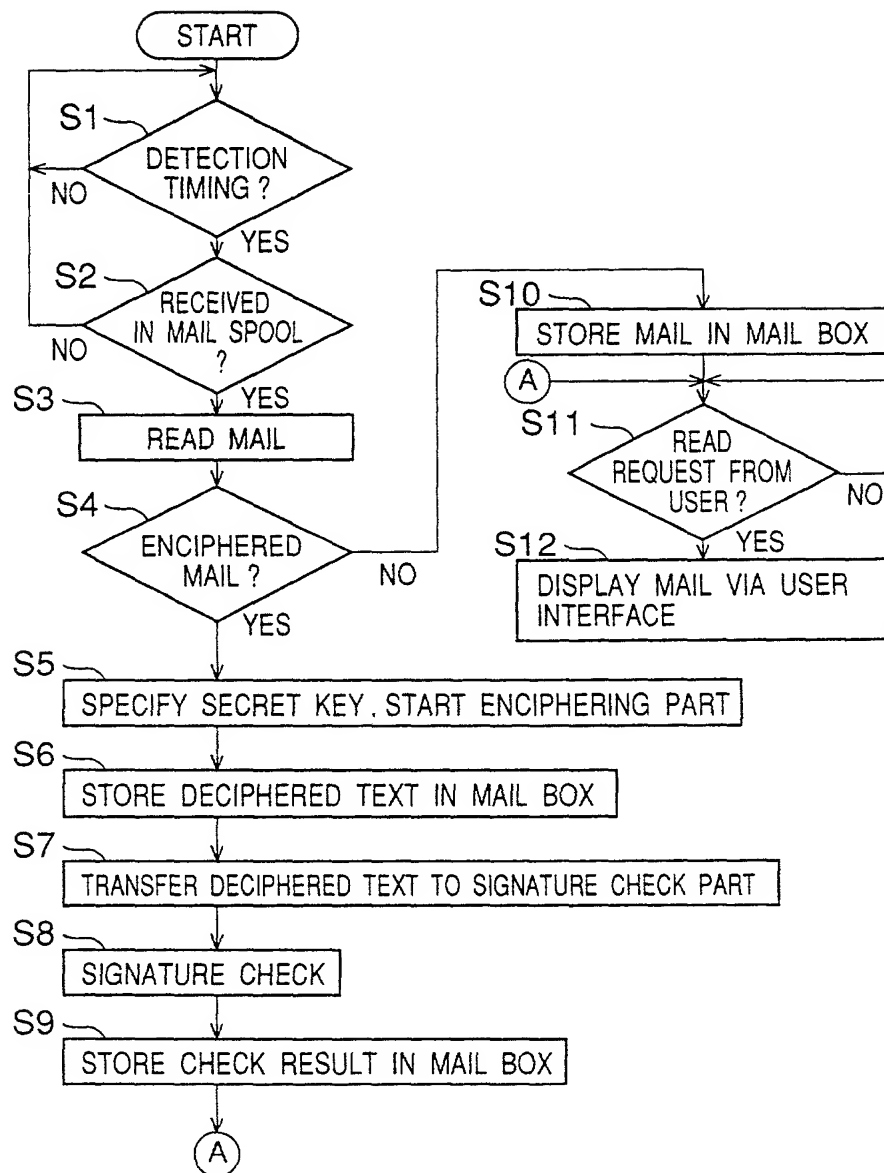 START
S1
DETECTION
TIMING ?
NO
YES
S2
RECEIVED
IN MAIL SPOOL
?
NO
YES
S3
READ MAIL
S4
ENCIPHERED
MAIL ?
NO
YES
S5
SPECIFY SECRET KEY. START ENCIPHERING PART
S6
STORE DECIPHERED TEXT IN MAIL BOX
S7
TRANSFER DECIPHERED TEXT TO SIGNATURE CHECK PART
S8
SIGNATURE CHECK
S9
STORE CHECK RESULT IN MAIL BOX
A
S10
STORE MAIL IN MAIL BOX
A
S11
READ
REQUEST FROM
USER ?
NO
YES
S12
DISPLAY MAIL VIA USER
INTERFACE